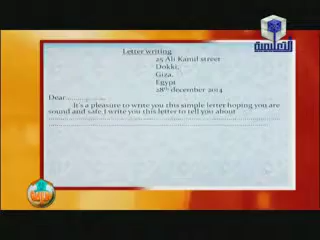 التعليمية
Letter writing
25 Ali Kamil street
Dokki,
Giza,
Egypt
28th december 2014
Dear................
It's a pleasure to write you this simple letter hoping you are
sound and safe.I write you this letter to tell you about